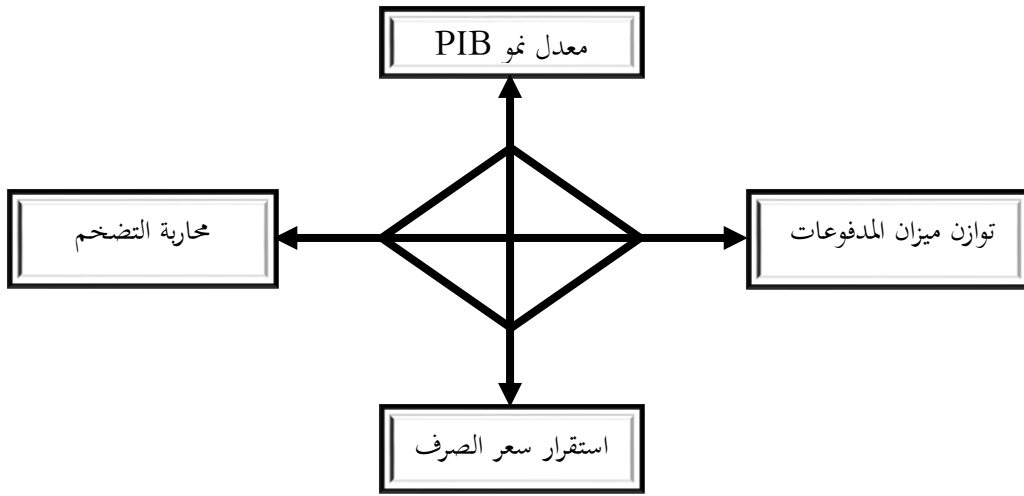 معدل نمو PIB
توازن ميزان المدفوعات
محاربة التضخم
استقرار سعر الصرف